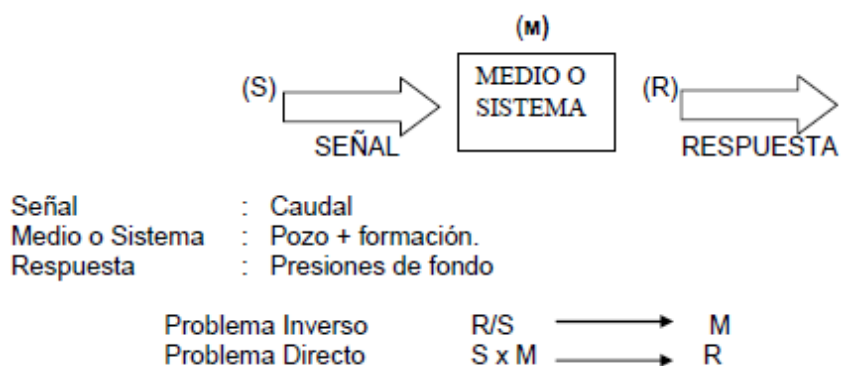 (M)
(S)
MEDIO O
SISTEMA
(R)
SEÑAL
RESPUESTA
Señal : Caudal
Medio o Sistema : Pozo + formación.
Respuesta : Presiones de fondo
Problema Inverso R/S → M
Problema Directo S x M → R